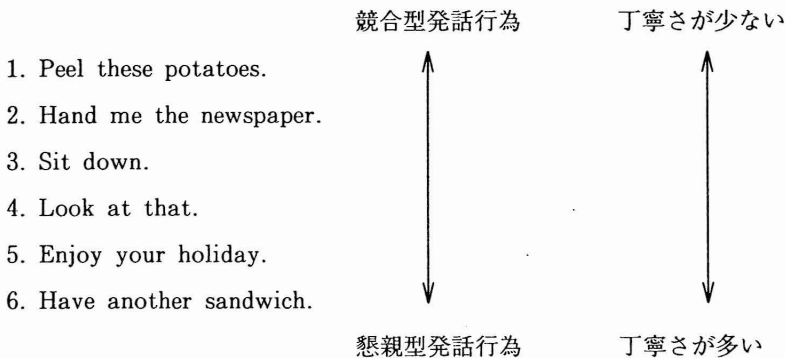 競合型発話行為 丁寧さが少ない
1. Peel these potatoes.
2. Hand me the newspaper.
3. Sit down.
4. Look at that.
5. Enjoy your holiday.
6. Have another sandwich.
懇親型発話行為 丁寧さが多い